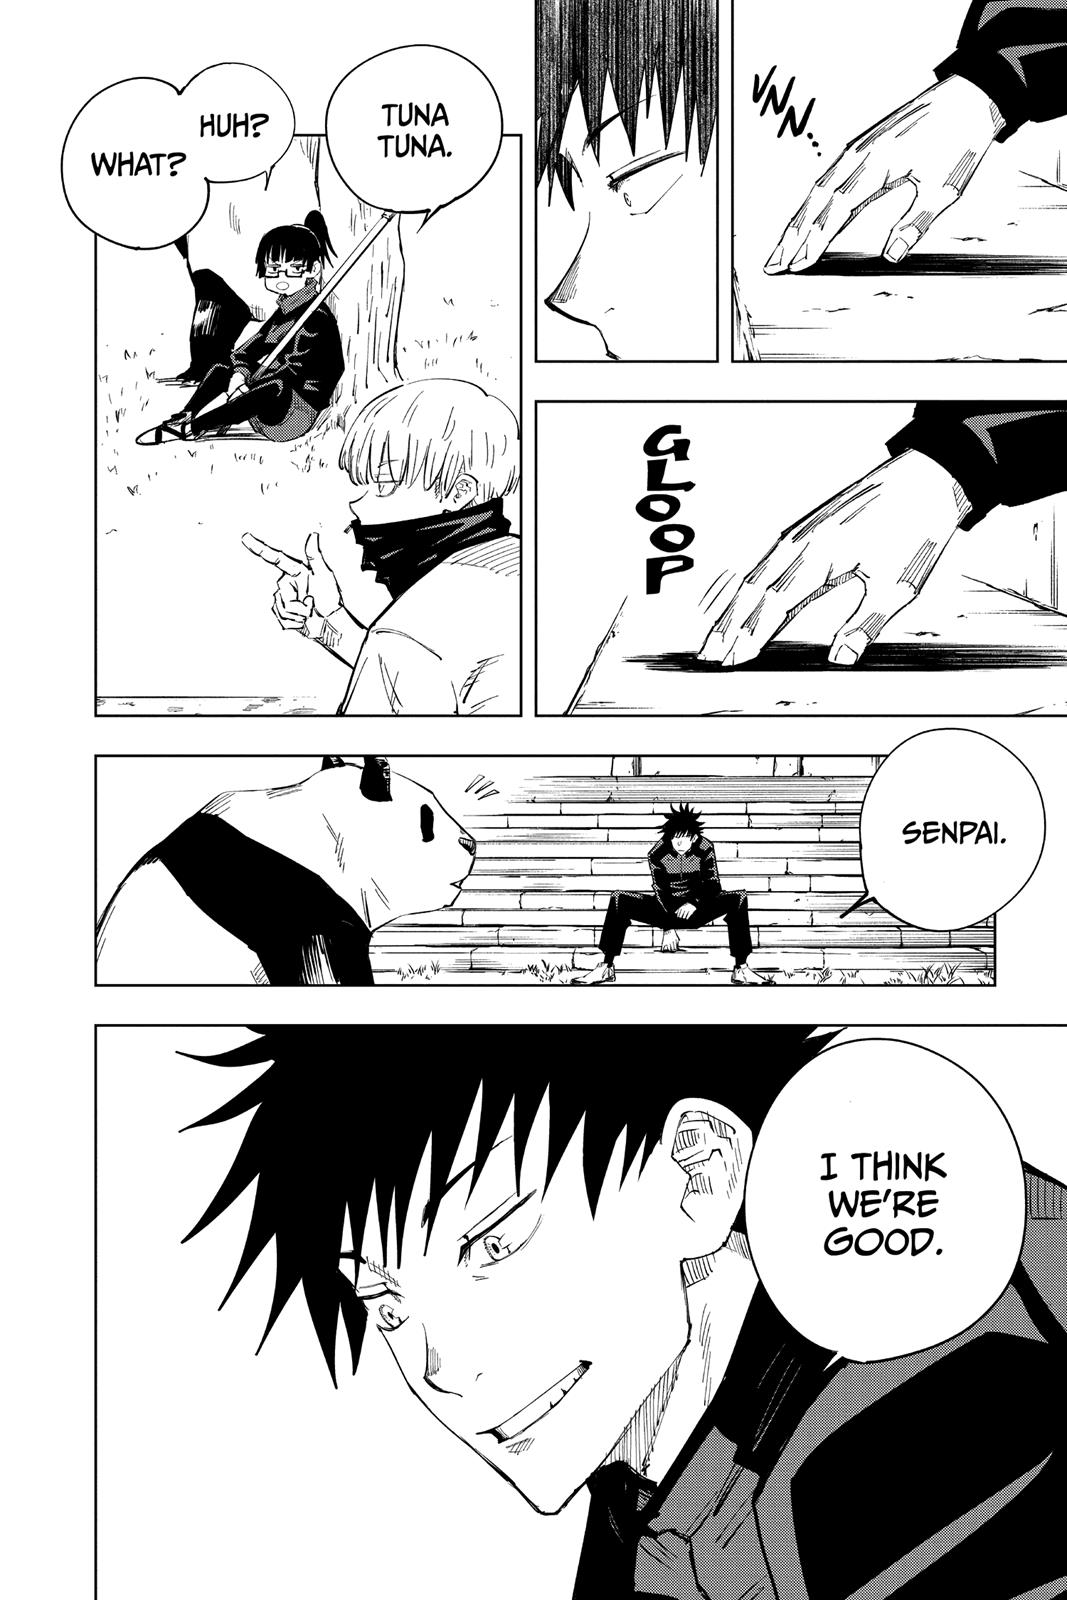 VNN..
GLOOP
TUNA
TUNA.
HUH?
WHAT?
SENPAI.
I THINK
WE'RE
GOOD.